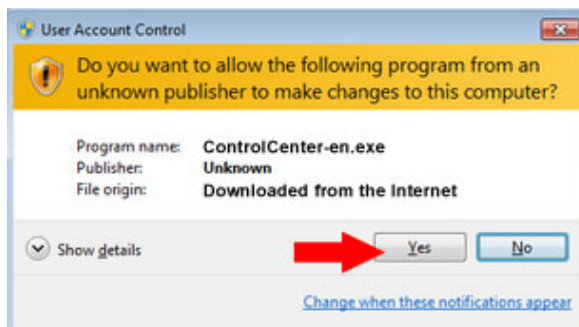 User Account Control
Do you want to allow the following program from an
unknown publisher to make changes to this computer?
Program name: ControlCenter-en.exe
Publisher: Unknown
File origin: Downloaded from the Internet
Show details
Yes
No
Change when these notifications appear